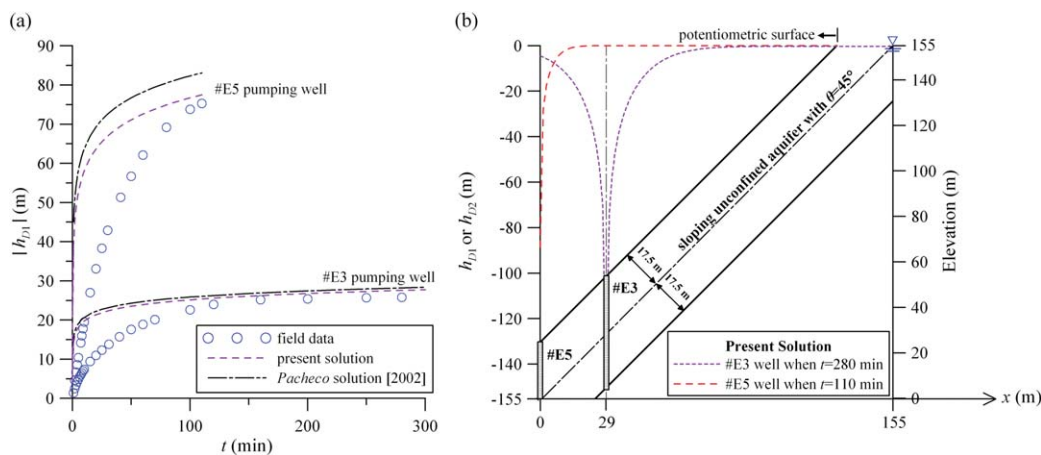 (a)
90
80
70
60
50
40
30
20
10
0
|h_D1| (m)
#E5 pumping well
#E3 pumping well
field data
present solution
Pacheco solution [2002]
0
100
200
300
t (min)
(b)
potentiometric surface
0
-20
-40
-60
-80
-100
-120
-140
-155
h_D1 or h_D2 (m)
155
140
120
100
80
60
40
20
0
Elevation (m)
sloping unconfined aquifer with θ=45°
17.5 m
17.5 m
#E3
#E5
Present Solution
#E3 well when t=280 min
#E5 well when t=110 min
0
29
155
x (m)